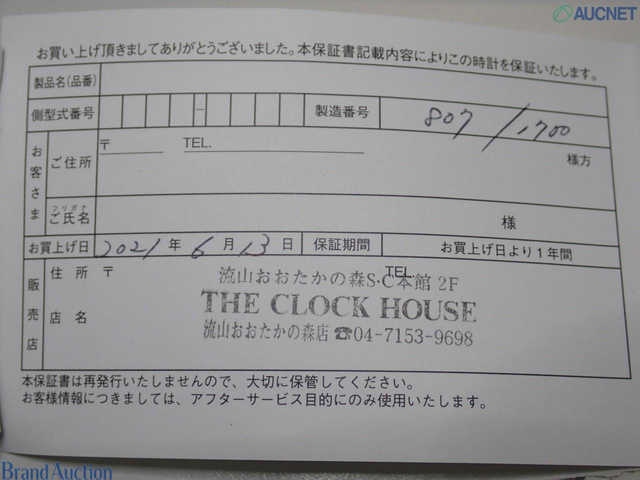 AUCNET
お買い上げ頂きましてありがとうございました。本保証書記載内容によりこの時計を保証いたします。
製品名(品番)
側型式番号 － 製造番号 807/1700
お客さま
ご住所 〒 TEL. 様方
フリガナ
ご氏名 様
お買上げ日 2021 年 6 月 13 日 保証期間 お買上げ日より1年間
販売店
住所 〒 TEL.
流山おおたかの森S・C本館 2F
THE CLOCK HOUSE
店名
流山おおたかの森店 ☎04-7153-9698
本保証書は再発行いたしませんので、大切に保管してください。
お客様情報につきましては、アフターサービス目的にのみ使用いたします。
Brand Auction